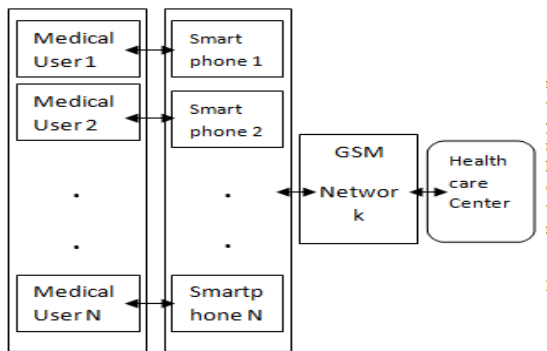 Medical
User 1
Smart
phone 1
Medical
User 2
Smart
phone 2
GSM
Networ
k
Health
care
Center
.
.
.
.
Medical
User N
Smartp
hone N